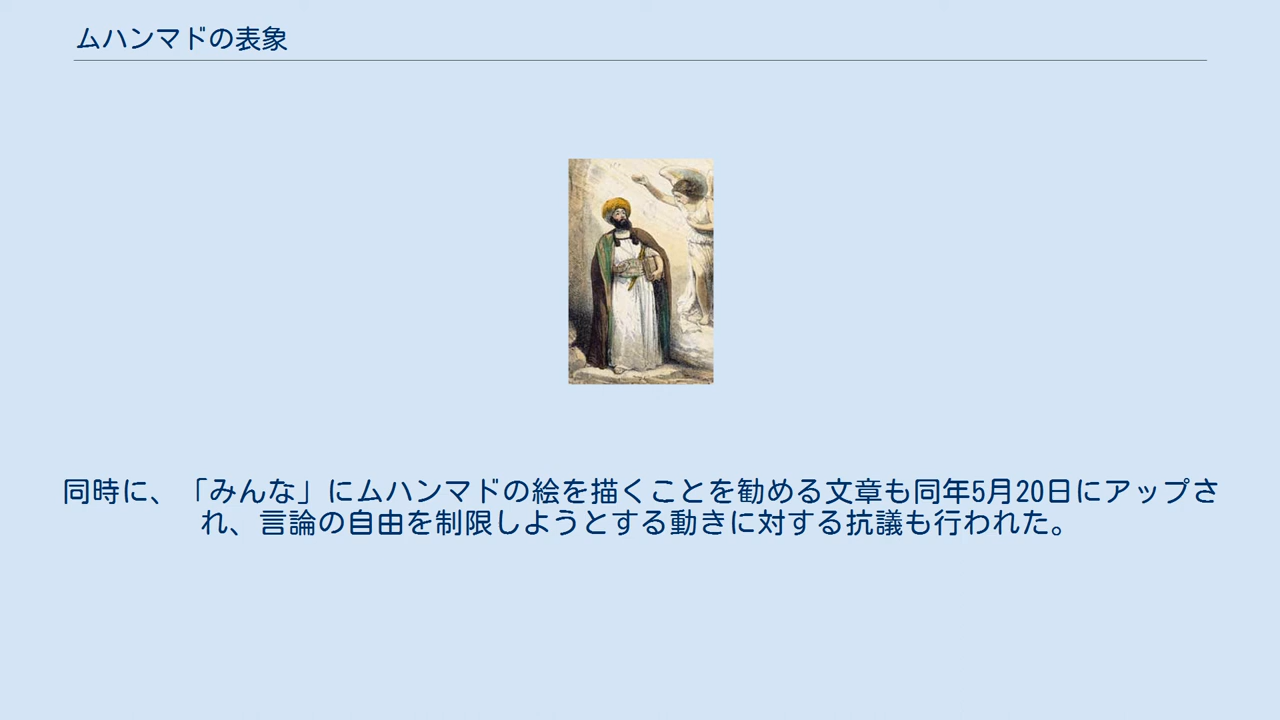 ムハンマドの表象
同時に、「みんな」にムハンマドの絵を描くことを勧める文章も同年5月20日にアップさ
れ、言論の自由を制限しようとする動きに対する抗議も行われた。